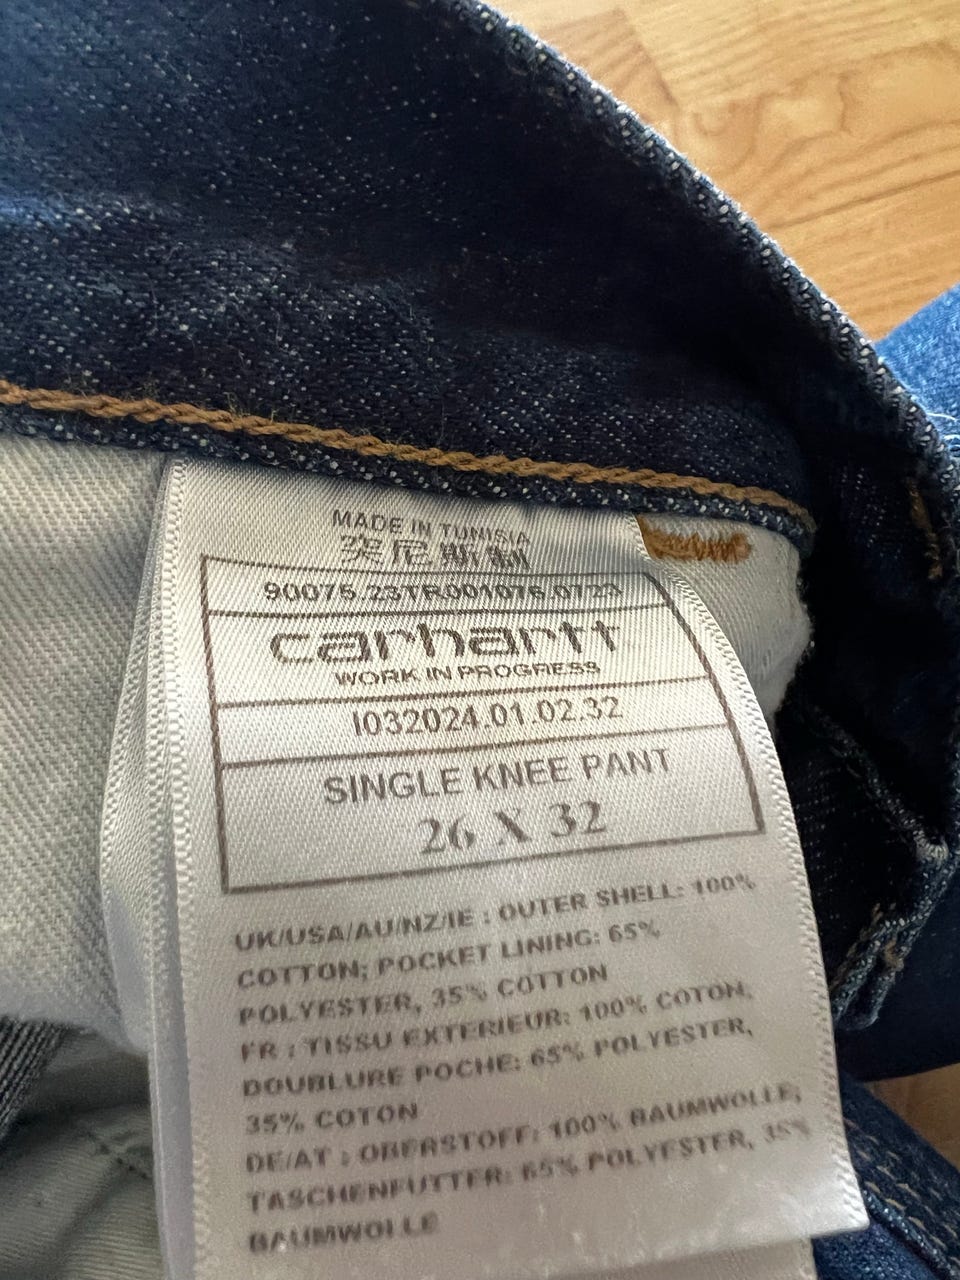 MADE IN TUNISIA
突尼斯制
90075.23TR.001076.0723
carhartt
WORK IN PROGRESS
I032024.01.02.32
SINGLE KNEE PANT
26 X 32
UK/USA/AU/NZ/IE : OUTER SHELL: 100%
COTTON; POCKET LINING: 65%
POLYESTER, 35% COTTON
FR : TISSU EXTERIEUR: 100% COTON,
DOUBLURE POCHE: 65% POLYESTER,
35% COTON
DE/AT : OBERSTOFF: 100% BAUMWOLLE;
TASCHENFUTTER: 65% POLYESTER, 35%
BAUMWOLLE